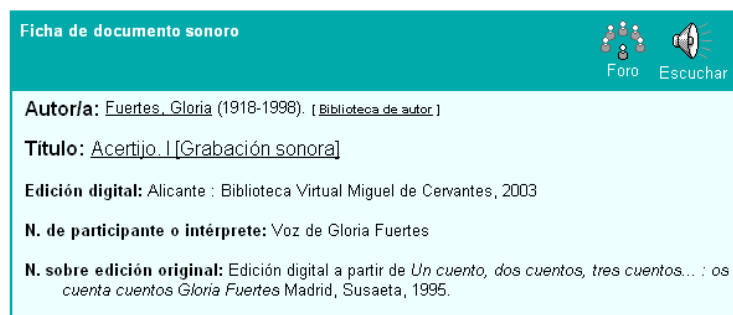 Ficha de documento sonoro
Foro
Escuchar
Autor/a: Fuertes, Gloria (1918-1998). [ Biblioteca de autor ]
Título: Acertijo. I [Grabación sonora]
Edición digital: Alicante : Biblioteca Virtual Miguel de Cervantes, 2003
N. de participante o intérprete: Voz de Gloria Fuertes
N. sobre edición original: Edición digital a partir de Un cuento, dos cuentos, tres cuentos... : os
cuenta cuentos Gloria Fuertes Madrid, Susaeta, 1995.